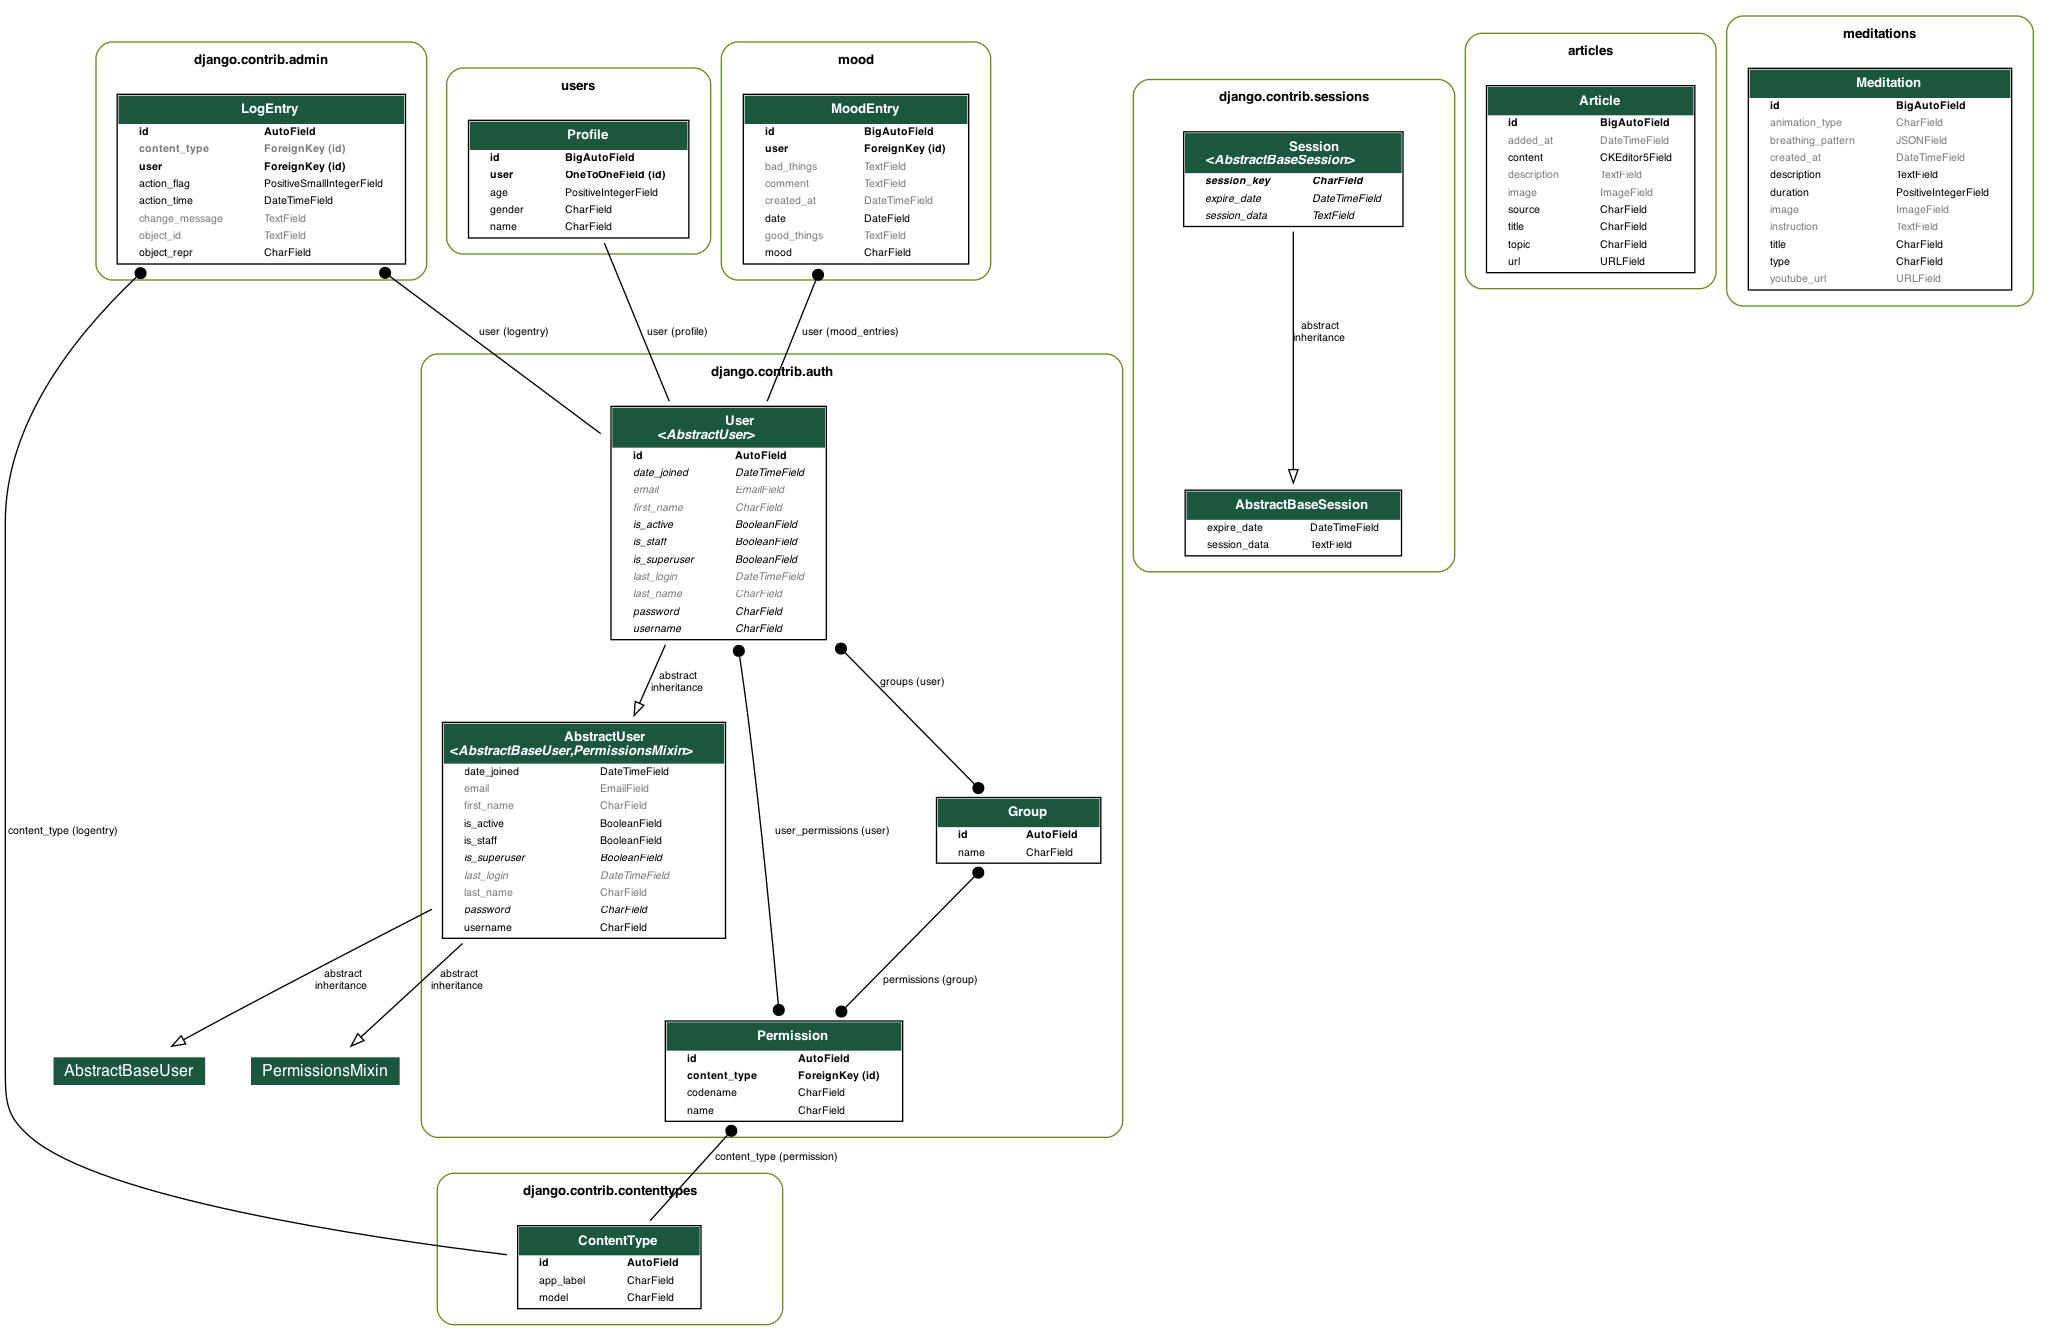 django.contrib.admin
LogEntry
id AutoField
content_type ForeignKey (id)
user ForeignKey (id)
action_flag PositiveSmallIntegerField
action_time DateTimeField
change_message TextField
object_id TextField
object_repr CharField
users
Profile
id BigAutoField
user OneToOneField (id)
age PositiveIntegerField
gender CharField
name CharField
mood
MoodEntry
id BigAutoField
user ForeignKey (id)
bad_things TextField
comment TextField
created_at DateTimeField
date DateField
good_things TextField
mood CharField
django.contrib.sessions
Session
<AbstractBaseSession>
session_key CharField
expire_date DateTimeField
session_data TextField
abstract
inheritance
AbstractBaseSession
expire_date DateTimeField
session_data TextField
articles
Article
id BigAutoField
added_at DateTimeField
content CKEditor5Field
description TextField
image ImageField
source CharField
title CharField
topic CharField
url URLField
meditations
Meditation
id BigAutoField
animation_type CharField
breathing_pattern JSONField
created_at DateTimeField
description TextField
duration PositiveIntegerField
image ImageField
instruction TextField
title CharField
type CharField
youtube_url URLField
user (logentry)
user (profile)
user (mood_entries)
django.contrib.auth
User
<AbstractUser>
id AutoField
date_joined DateTimeField
email EmailField
first_name CharField
is_active BooleanField
is_staff BooleanField
is_superuser BooleanField
last_login DateTimeField
last_name CharField
password CharField
username CharField
abstract
inheritance
groups (user)
AbstractUser
<AbstractBaseUser,PermissionsMixin>
date_joined DateTimeField
email EmailField
first_name CharField
is_active BooleanField
is_staff BooleanField
is_superuser BooleanField
last_login DateTimeField
last_name CharField
password CharField
username CharField
content_type (logentry)
user_permissions (user)
Group
id AutoField
name CharField
abstract
inheritance
abstract
inheritance
permissions (group)
AbstractBaseUser
PermissionsMixin
Permission
id AutoField
content_type ForeignKey (id)
codename CharField
name CharField
content_type (permission)
django.contrib.contenttypes
ContentType
id AutoField
app_label CharField
model CharField